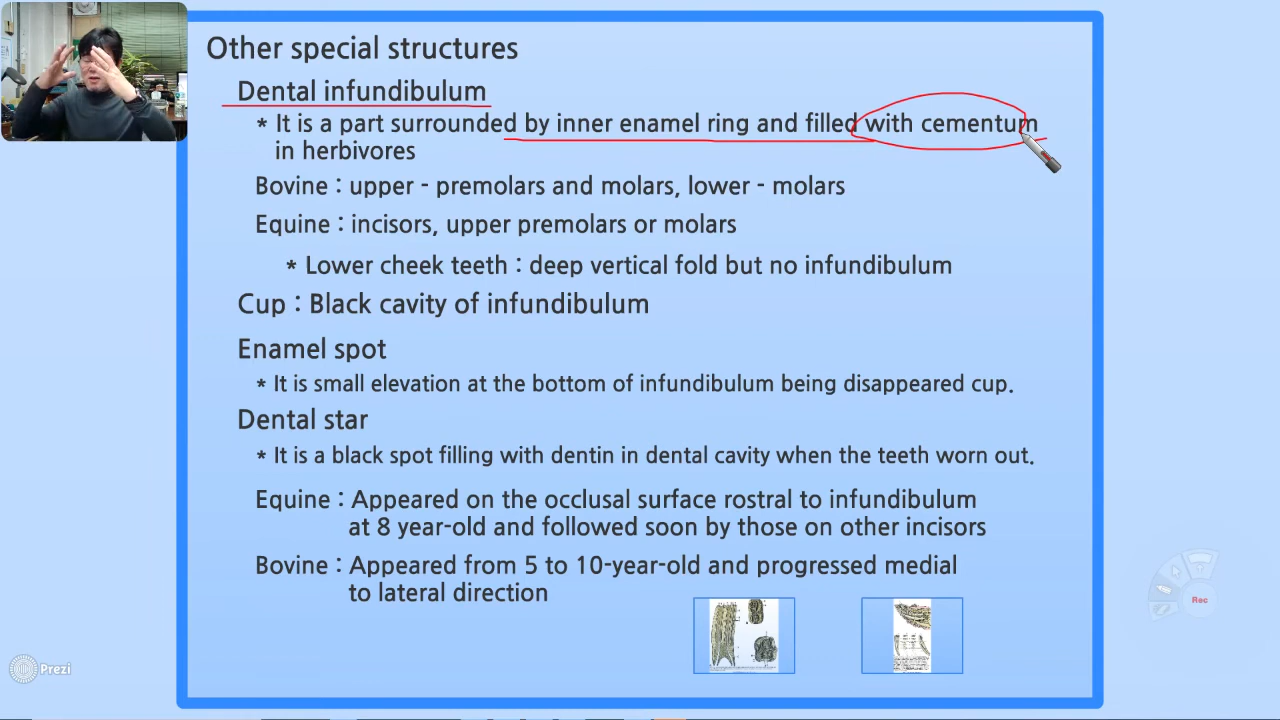 Other special structures
Dental infundibulum
* It is a part surrounded by inner enamel ring and filled with cementum
in herbivores
Bovine : upper - premolars and molars, lower - molars
Equine : incisors, upper premolars or molars
* Lower cheek teeth : deep vertical fold but no infundibulum
Cup : Black cavity of infundibulum
Enamel spot
* It is small elevation at the bottom of infundibulum being disappeared cup.
Dental star
* It is a black spot filling with dentin in dental cavity when the teeth worn out.
Equine : Appeared on the occlusal surface rostral to infundibulum
at 8 year-old and followed soon by those on other incisors
Bovine : Appeared from 5 to 10-year-old and progressed medial
to lateral direction
Rec
Prezi